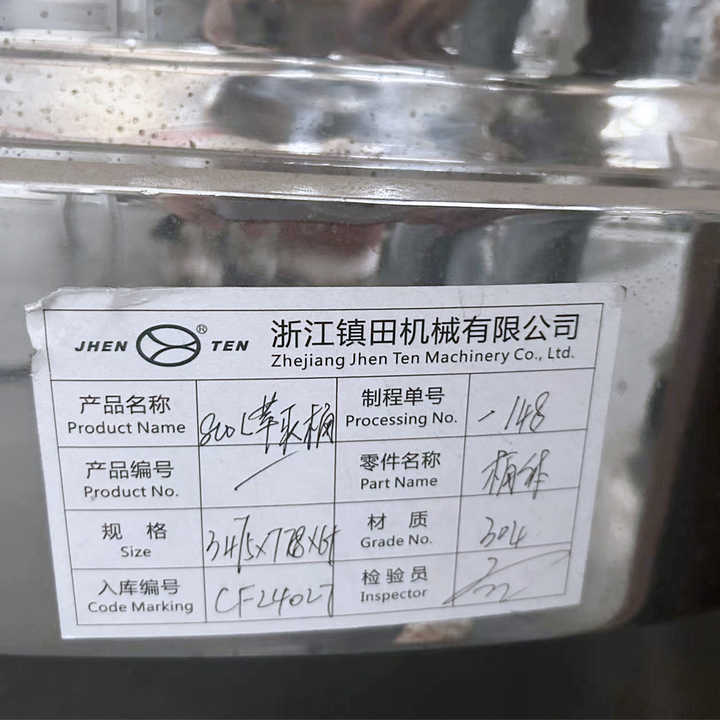 JHEN ® TEN 浙江镇田机械有限公司
Zhejiang Jhen Ten Machinery Co., Ltd.
产品名称 800L萃取桶 制程单号 -148
Product Name Processing No.
产品编号 — 零件名称 桶体
Product No. Part Name
规 格 材 质 304
Size Grade No.
入库编号 CF24027 检验员
Code Marking Inspector